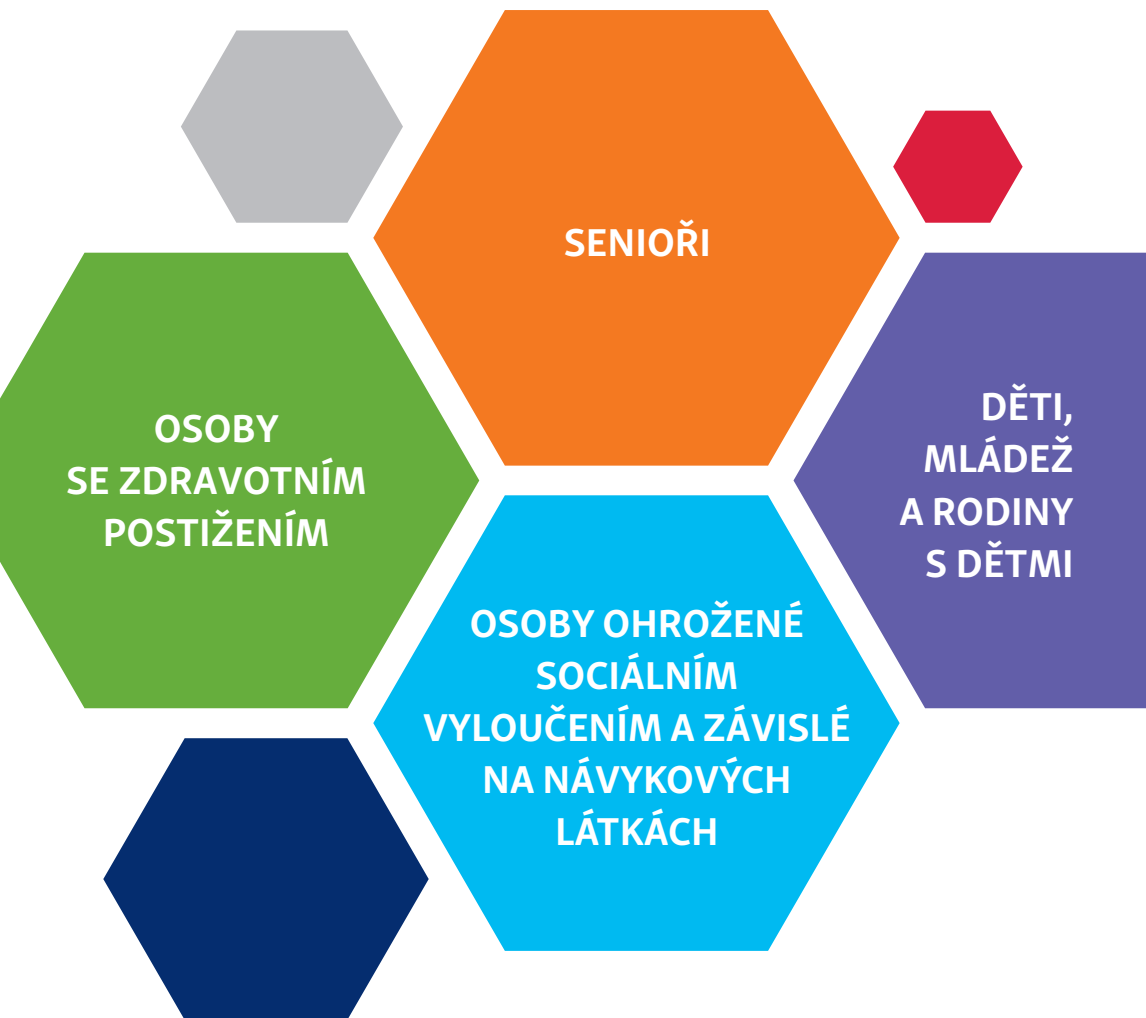 SENIOŘI
OSOBY
SE ZDRAVOTNÍM
POSTIŽENÍM
DĚTI,
MLÁDEŽ
A RODINY
S DĚTMI
OSOBY OHROŽENÉ
SOCIÁLNÍM
VYLOUČENÍM A ZÁVISLÉ
NA NÁVYKOVÝCH
LÁTKÁCH